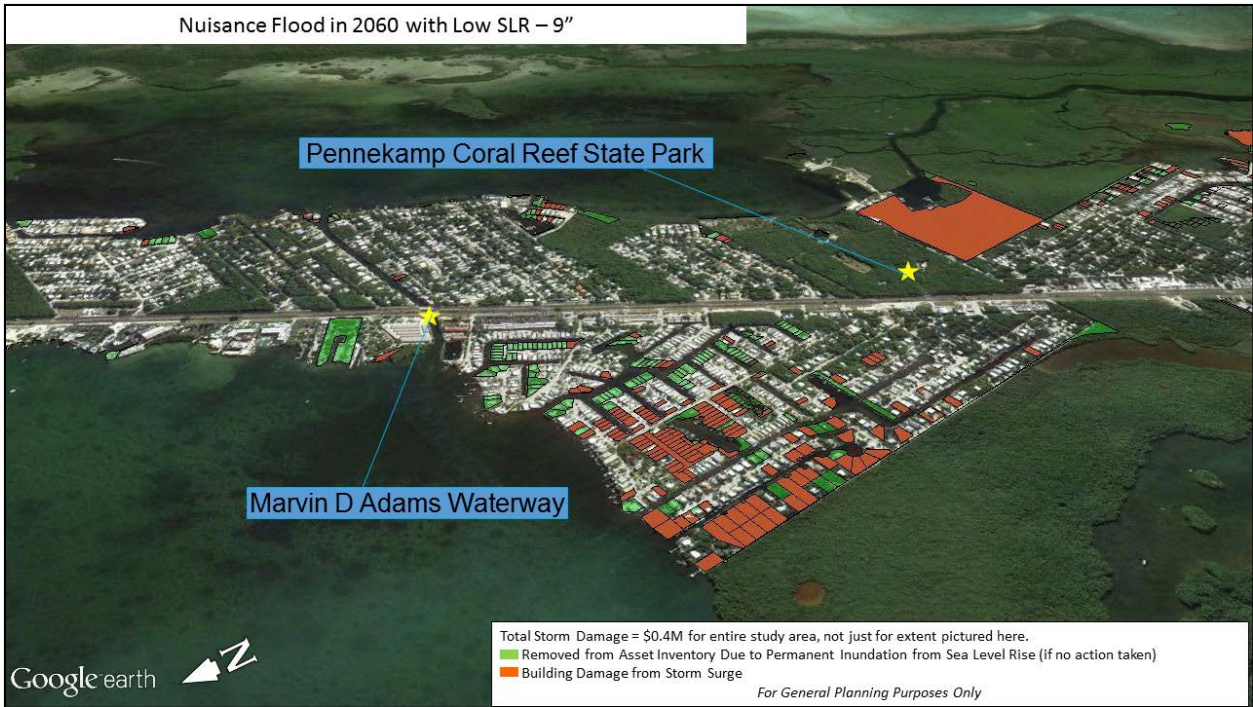 Nuisance Flood in 2060 with Low SLR – 9”
Pennekamp Coral Reef State Park
Marvin D Adams Waterway
Total Storm Damage = $0.4M for entire study area, not just for extent pictured here.
Removed from Asset Inventory Due to Permanent Inundation from Sea Level Rise (if no action taken)
Building Damage from Storm Surge
For General Planning Purposes Only
Google earth
N